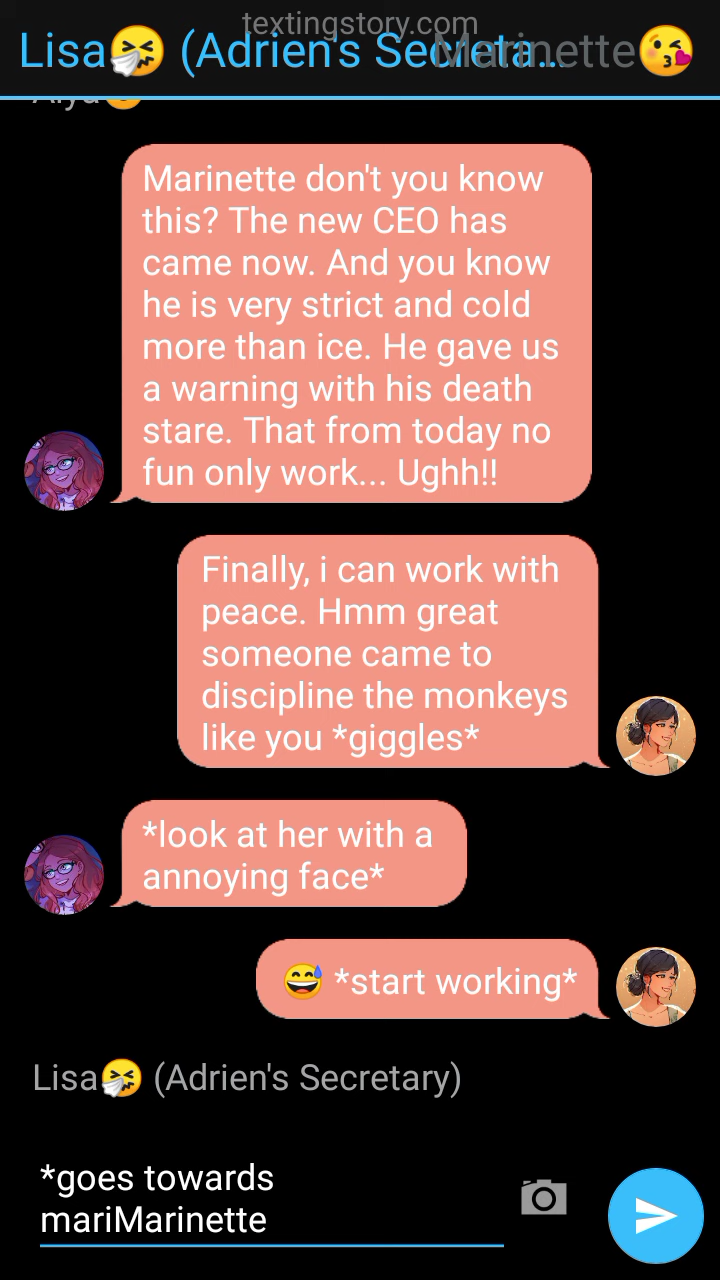 textingstory.com
Lisa🤧 (Adrien's Secreta...
Marinette😘
Alya😊
Marinette don't you know
this? The new CEO has
came now. And you know
he is very strict and cold
more than ice. He gave us
a warning with his death
stare. That from today no
fun only work... Ughh!!
Finally, i can work with
peace. Hmm great
someone came to
discipline the monkeys
like you *giggles*
*look at her with a
annoying face*
😅 *start working*
Lisa🤧 (Adrien's Secretary)
*goes towards
mariMarinette